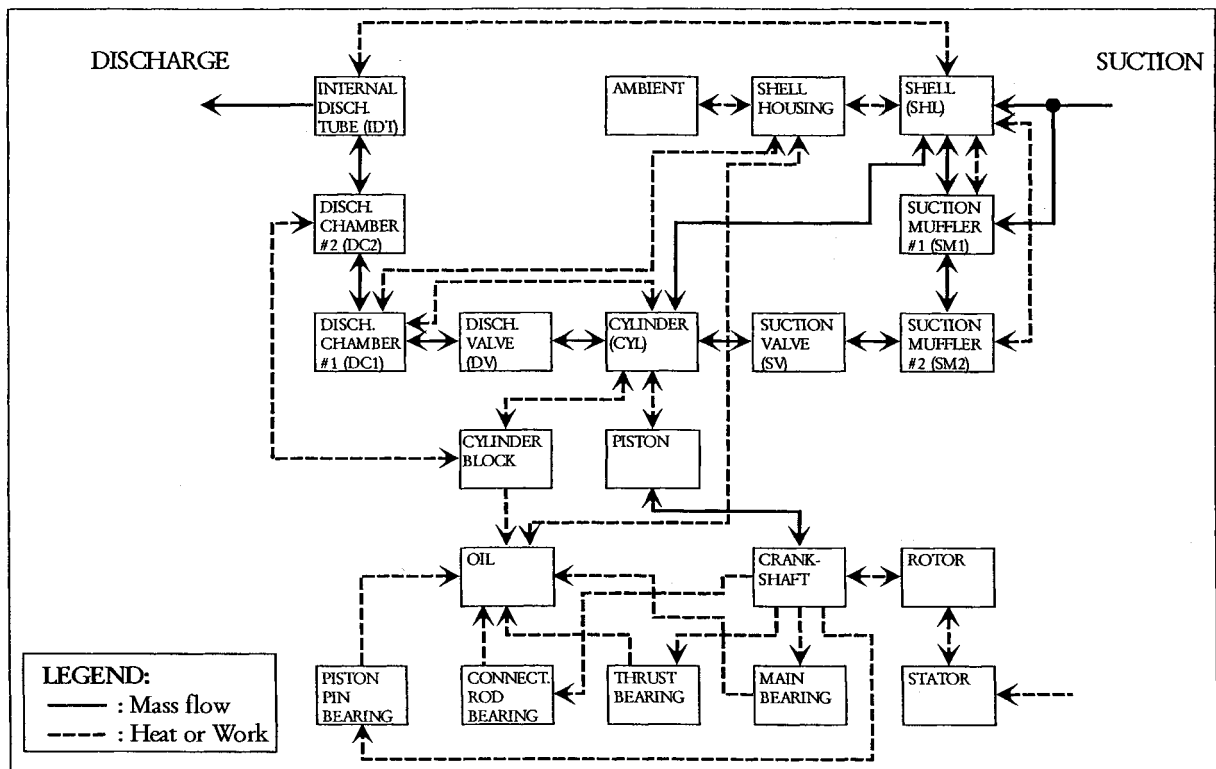 DISCHARGE
SUCTION
INTERNAL
DISCH.
TUBE (IDT)
AMBIENT
SHELL
HOUSING
SHELL
(SHL)
DISCH.
CHAMBER
#2 (DC2)
SUCTION
MUFFLER
#1 (SM1)
DISCH.
CHAMBER
#1 (DC1)
DISCH.
VALVE
(DV)
CYLINDER
(CYL)
SUCTION
VALVE
(SV)
SUCTION
MUFFLER
#2 (SM2)
CYLINDER
BLOCK
PISTON
OIL
CRANK-
SHAFT
ROTOR
PISTON
PIN
BEARING
CONNECT.
ROD
BEARING
THRUST
BEARING
MAIN
BEARING
STATOR
LEGEND:
: Mass flow
: Heat or Work